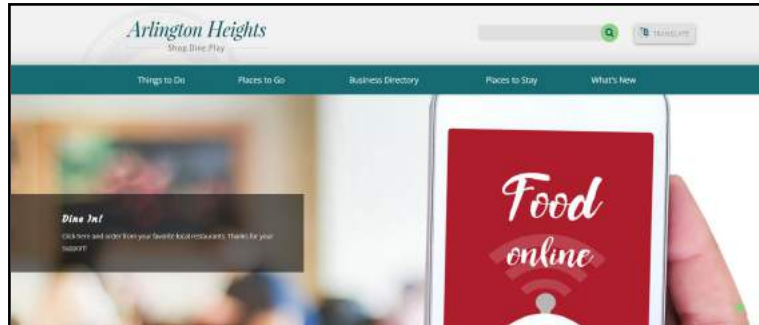 Arlington Heights
Shop.Dine.Play
TRANSLATE
Things to Do
Places to Go
Business Directory
Places to Stay
What's New
Dine In!
Click here and order from your favorite local restaurants. Thanks for your
support!
Food
online